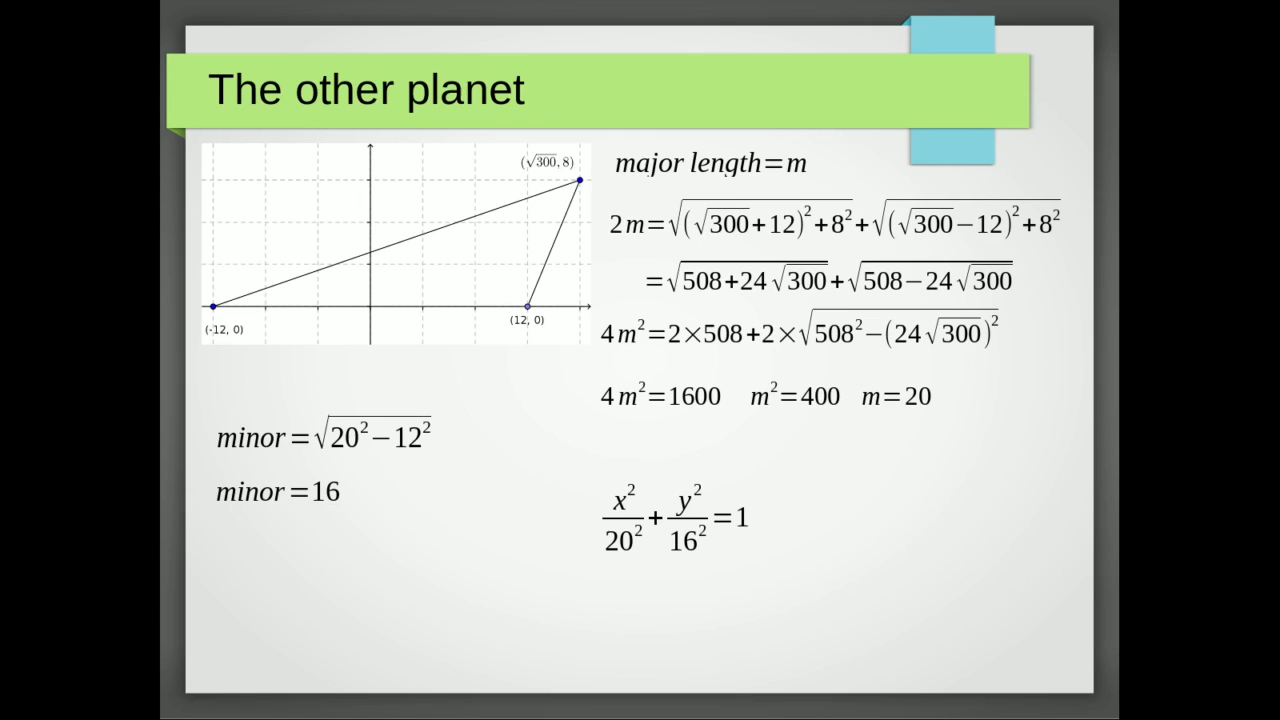 The other planet
(√300, 8)
(-12, 0)
(12, 0)
major length=m
2m=√((√300+12)²+8²)+√((√300−12)²+8²)
=√(508+24√300)+√(508−24√300)
4m²=2×508+2×√(508²−(24√300)²)
4m²=1600 m²=400 m=20
minor=√(20²−12²)
minor=16
x²/20²+y²/16²=1